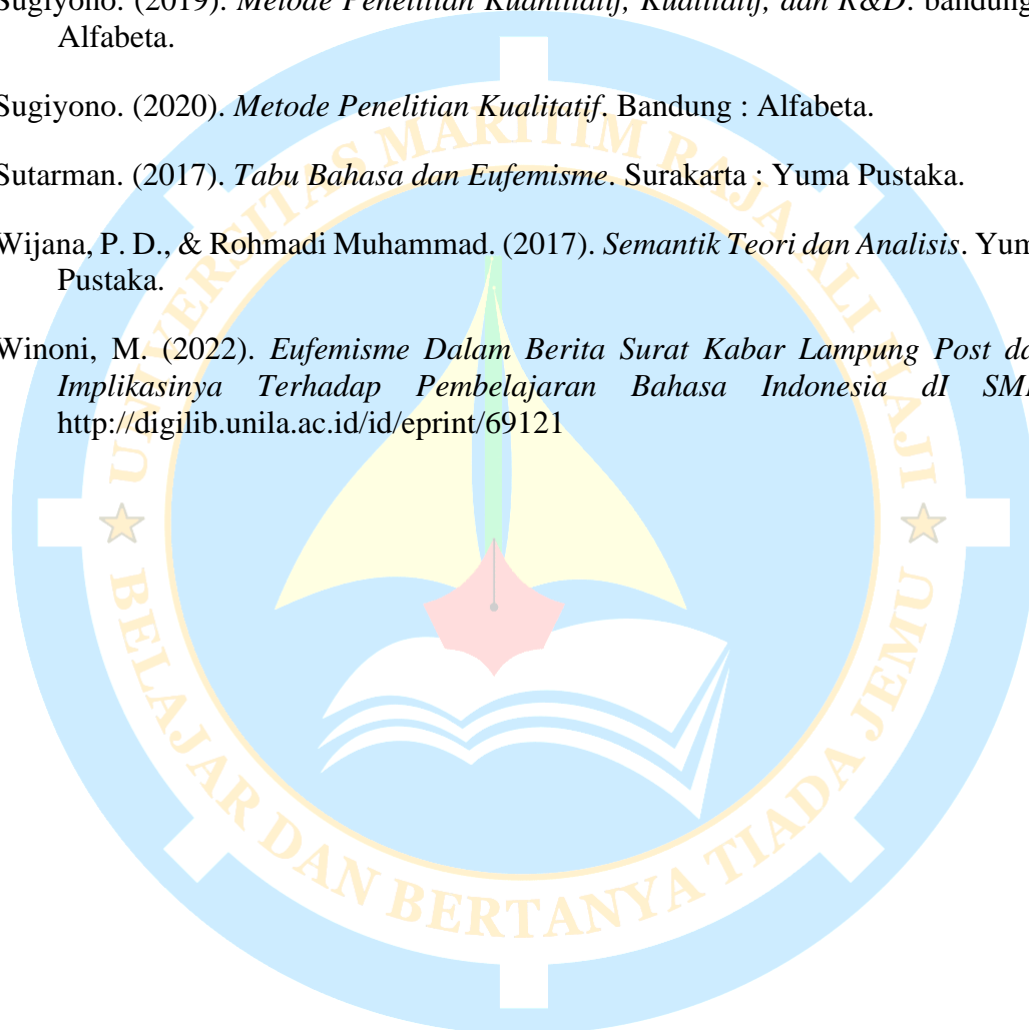 Sugiyono. (2019). Metode Penelitian Kuantitatif, Kualitatif, dan R&D. bandung
Alfabeta.
Sugiyono. (2020). Metode Penelitian Kualitatif. Bandung : Alfabeta.
Sutarman. (2017). Tabu Bahasa dan Eufemisme. Surakarta : Yuma Pustaka.
Wijana, P. D., & Rohmadi Muhammad. (2017). Semantik Teori dan Analisis. Yum
Pustaka.
Winoni, M. (2022). Eufemisme Dalam Berita Surat Kabar Lampung Post da
Implikasinya Terhadap Pembelajaran Bahasa Indonesia dI SM
http://digilib.unila.ac.id/id/eprint/69121
UNIVERSITAS MARITIM RAJA ALI HAJI
BELAJAR DAN BERTANYA TIADA JEMU